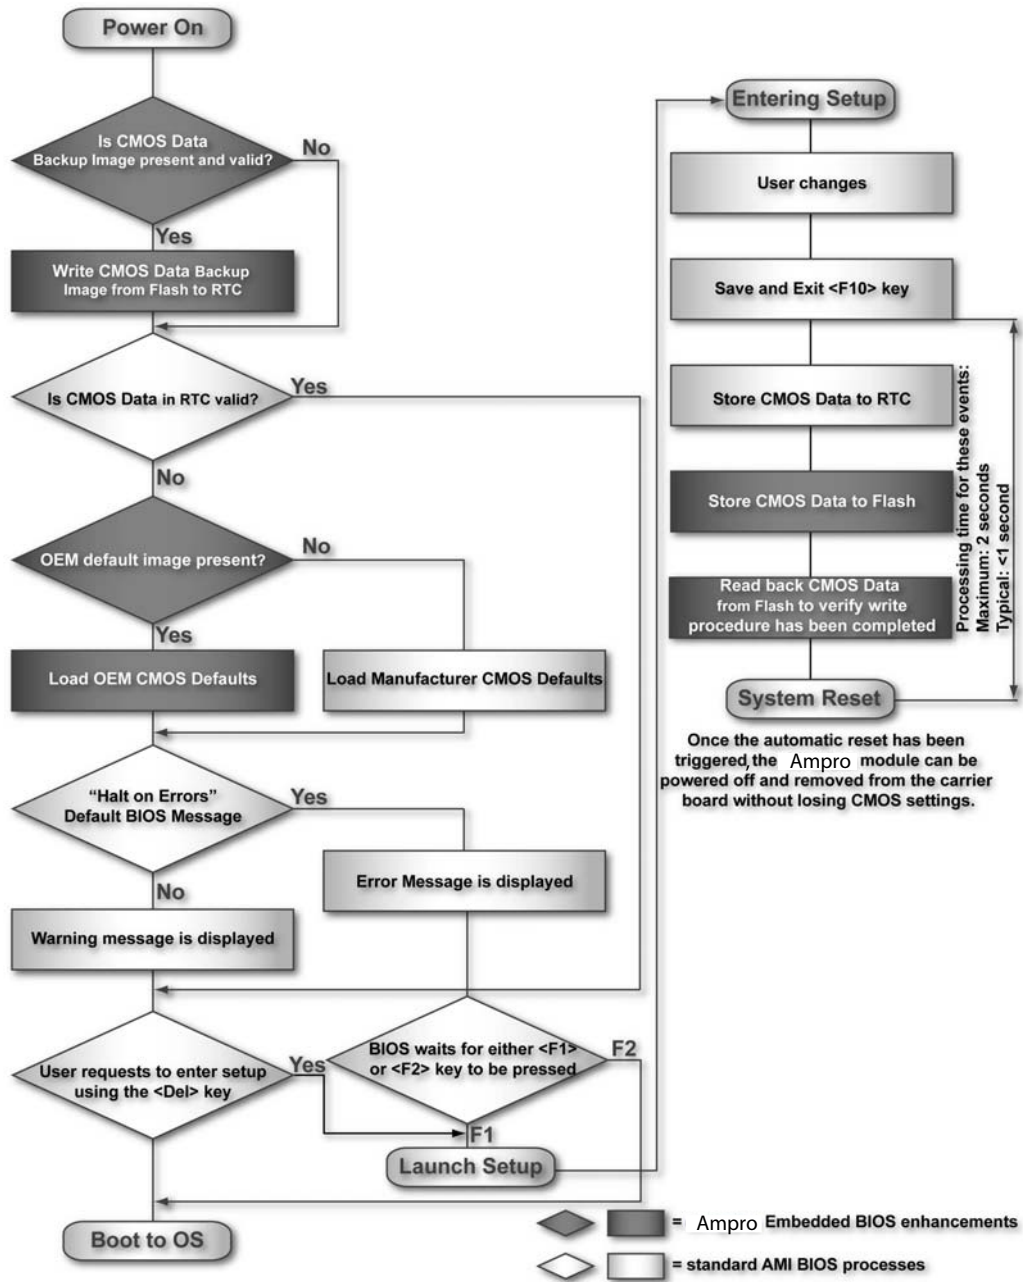 Power On
Is CMOS Data
Backup Image present and valid?
No
Yes
Write CMOS Data Backup
Image from Flash to RTC
Is CMOS Data in RTC valid?
Yes
No
OEM default image present?
No
Yes
Load OEM CMOS Defaults
Load Manufacturer CMOS Defaults
“Halt on Errors”
Default BIOS Message
Yes
No
Error Message is displayed
Warning message is displayed
User requests to enter setup
using the <Del> key
Yes
BIOS waits for either <F1>
or <F2> key to be pressed
F2
F1
Launch Setup
Boot to OS
Entering Setup
User changes
Save and Exit <F10> key
Store CMOS Data to RTC
Store CMOS Data to Flash
Read back CMOS Data
from Flash to verify write
procedure has been completed
System Reset
Processing time for these events:
Maximum: 2 seconds
Typical: <1 second
Once the automatic reset has been
triggered, the Ampro module can be
powered off and removed from the carrier
board without losing CMOS settings.
= Ampro Embedded BIOS enhancements
= standard AMI BIOS processes